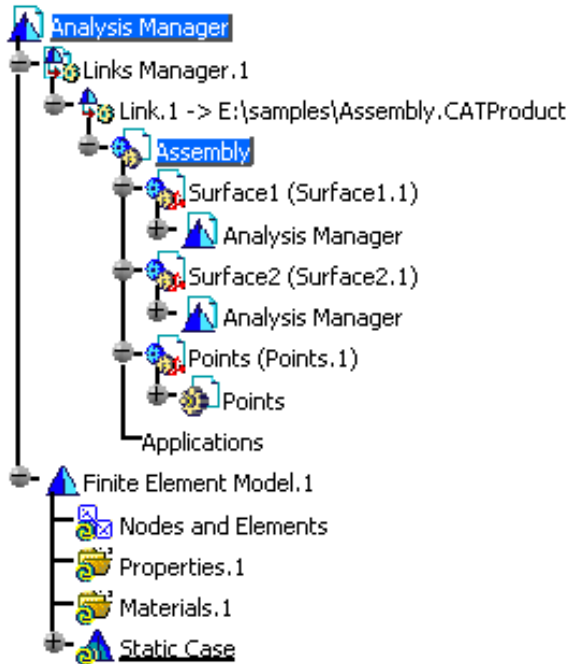 Analysis Manager
Links Manager.1
Link.1 -> E:\samples\Assembly.CATProduct
Assembly
Surface1 (Surface1.1)
Analysis Manager
Surface2 (Surface2.1)
Analysis Manager
Points (Points.1)
Points
Applications
Finite Element Model.1
Nodes and Elements
Properties.1
Materials.1
Static Case